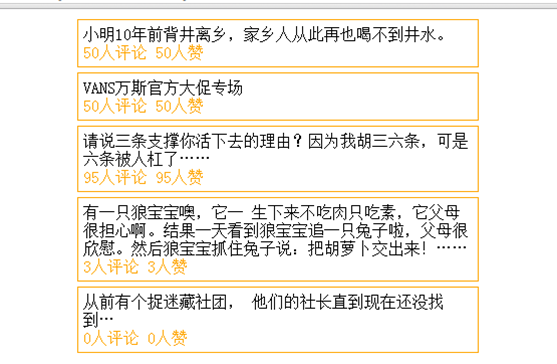 小明10年前背井离乡，家乡人从此再也喝不到井水。
50人评论 50人赞
VANS万斯官方大促专场
50人评论 50人赞
请说三条支撑你活下去的理由？因为我胡三六条，可是
六条被人杠了……
95人评论 95人赞
有一只狼宝宝噢，它一 生下来不吃肉只吃素，它父母
很担心啊。结果一天看到狼宝宝追一只兔子啦，父母很
欣慰。然后狼宝宝抓住兔子说：把胡萝卜交出来！……
3人评论 3人赞
从前有个捉迷藏社团， 他们的社长直到现在还没找
到…
0人评论 0人赞